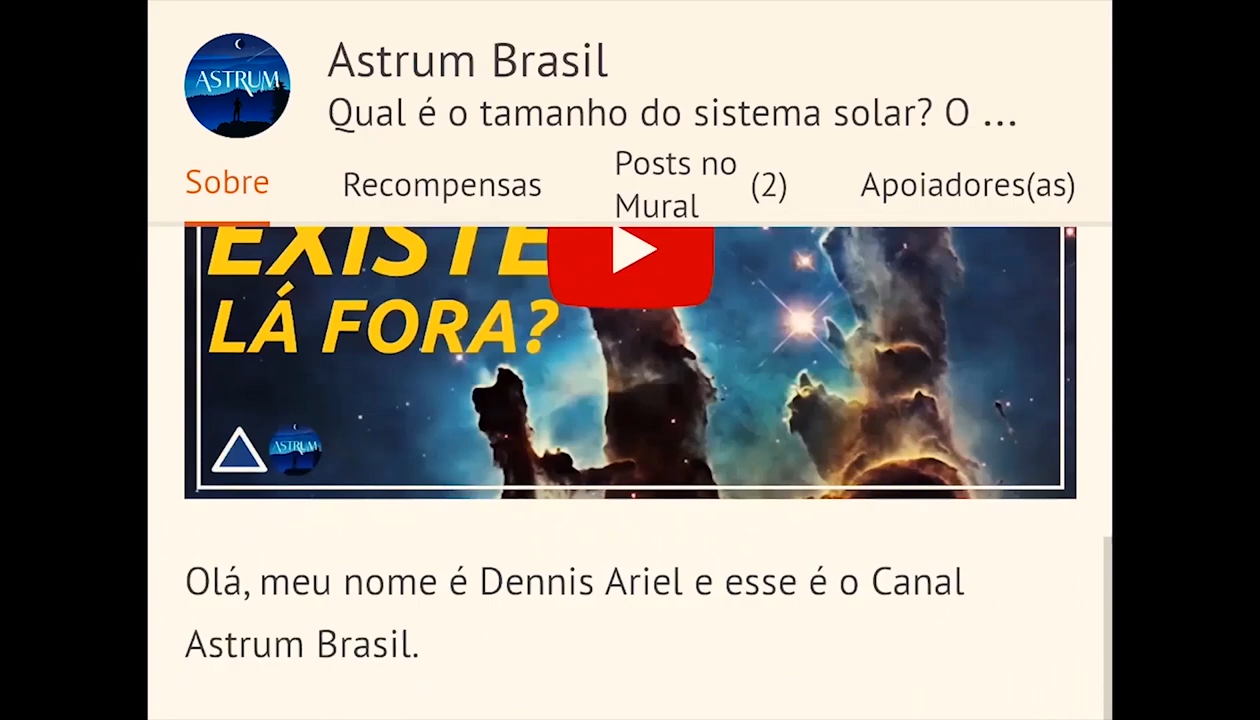 ASTRUM
Astrum Brasil
Qual é o tamanho do sistema solar? O ...
Sobre
Recompensas
Posts no
Mural
(2)
Apoiadores(as)
EXISTE
LÁ FORA?
ASTRUM
Olá, meu nome é Dennis Ariel e esse é o Canal
Astrum Brasil.